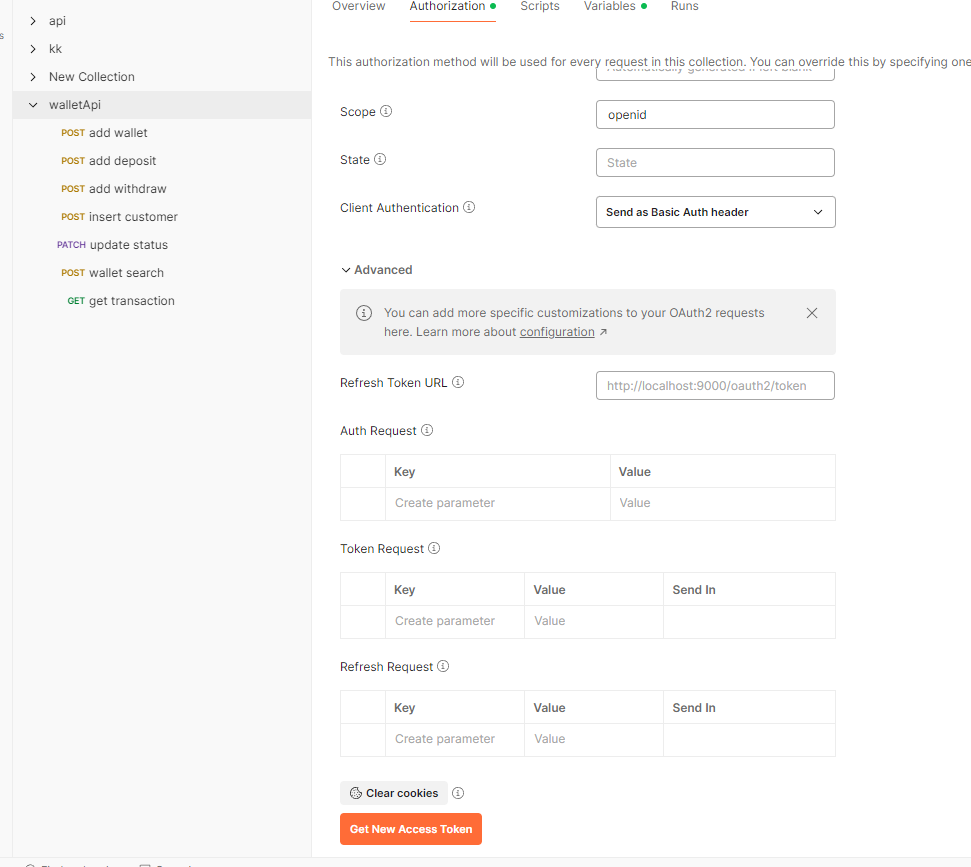 Overview Authorization Scripts Variables Runs
api
kk
New Collection
walletApi
POST add wallet
POST add deposit
POST add withdraw
POST insert customer
PATCH update status
POST wallet search
GET get transaction
This authorization method will be used for every request in this collection. You can override this by specifying one
Automatically generated if left blank
Scope
openid
State
State
Client Authentication
Send as Basic Auth header
Advanced
You can add more specific customizations to your OAuth2 requests
here. Learn more about configuration
Refresh Token URL
http://localhost:9000/oauth2/token
Auth Request
Key Value
Create parameter Value
Token Request
Key Value Send In
Create parameter Value
Refresh Request
Key Value Send In
Create parameter Value
Clear cookies
Get New Access Token